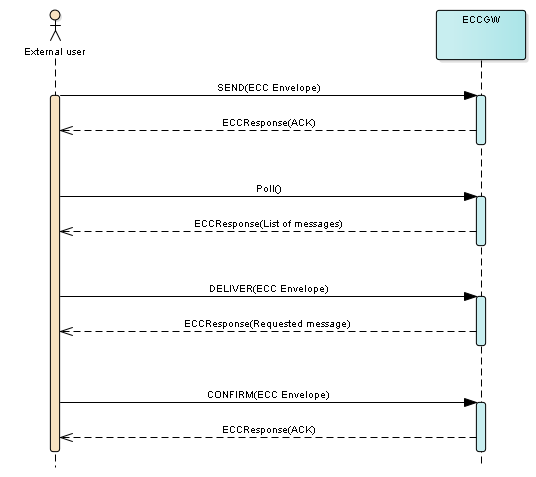 ECCGW
External user
SEND(ECC Envelope)
ECCResponse(ACK)
Poll()
ECCResponse(List of messages)
DELIVER(ECC Envelope)
ECCResponse(Requested message)
CONFIRM(ECC Envelope)
ECCResponse(ACK)